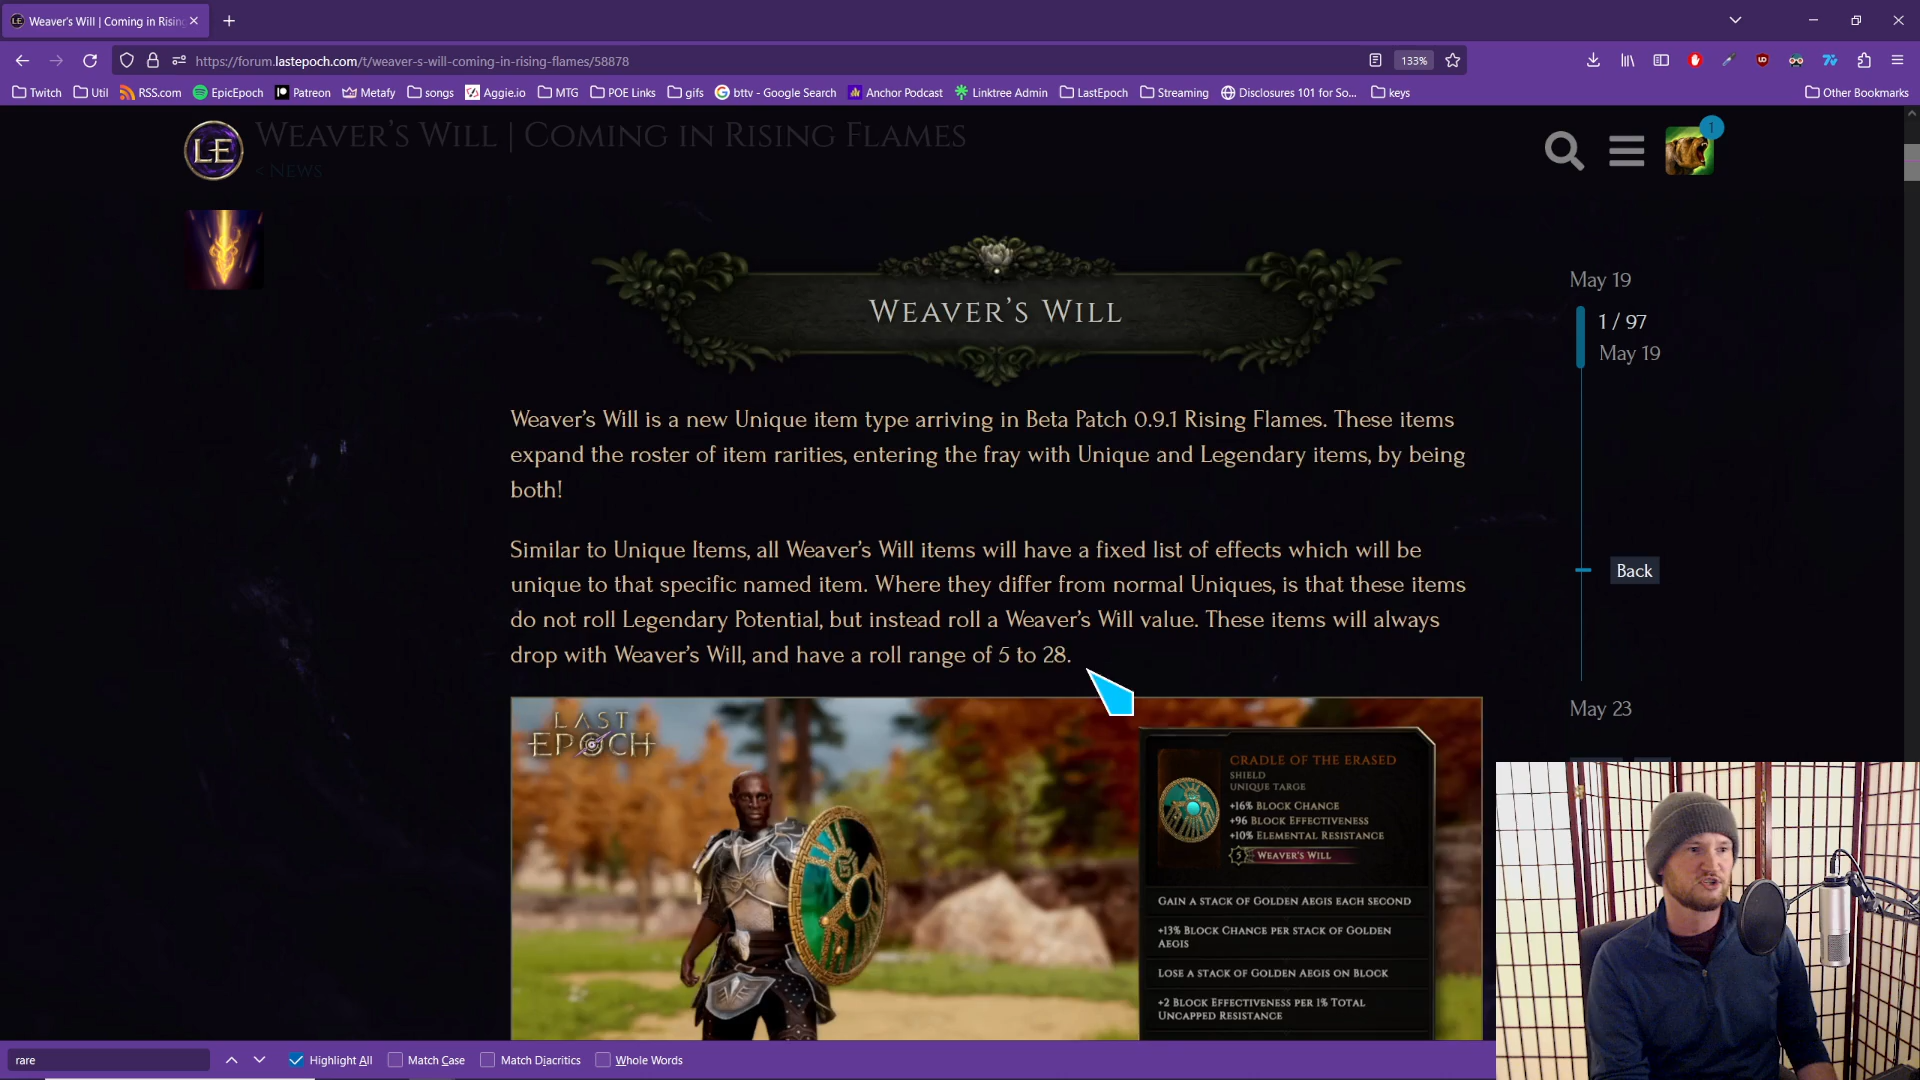 Weaver's Will | Coming in Rising
https://forum.lastepoch.com/t/weaver-s-will-coming-in-rising-flames/58878
133%
Twitch
Util
RSS.com
EpicEpoch
Patreon
Metafy
songs
Aggie.io
MTG
POE Links
gifs
bttv - Google Search
Anchor Podcast
Linktree Admin
LastEpoch
Streaming
Disclosures 101 for So...
keys
Other Bookmarks
LE
Weaver's Will | Coming in Rising Flames
< News
1
Weaver's Will
May 19
1 / 97
May 19
Back
May 23
Weaver's Will is a new Unique item type arriving in Beta Patch 0.9.1 Rising Flames. These items
expand the roster of item rarities, entering the fray with Unique and Legendary items, by being
both!
Similar to Unique Items, all Weaver's Will items will have a fixed list of effects which will be
unique to that specific named item. Where they differ from normal Uniques, is that these items
do not roll Legendary Potential, but instead roll a Weaver's Will value. These items will always
drop with Weaver's Will, and have a roll range of 5 to 28.
LAST
EPOCH
CRADLE OF THE ERASED
SHIELD
UNIQUE TARGE
+16% BLOCK CHANCE
+96 BLOCK EFFECTIVENESS
+10% ELEMENTAL RESISTANCE
5 WEAVER'S WILL
GAIN A STACK OF GOLDEN AEGIS EACH SECOND
+13% BLOCK CHANCE PER STACK OF GOLDEN
AEGIS
LOSE A STACK OF GOLDEN AEGIS ON BLOCK
+2 BLOCK EFFECTIVENESS PER 1% TOTAL
UNCAPPED RESISTANCE
rare
Highlight All
Match Case
Match Diacritics
Whole Words